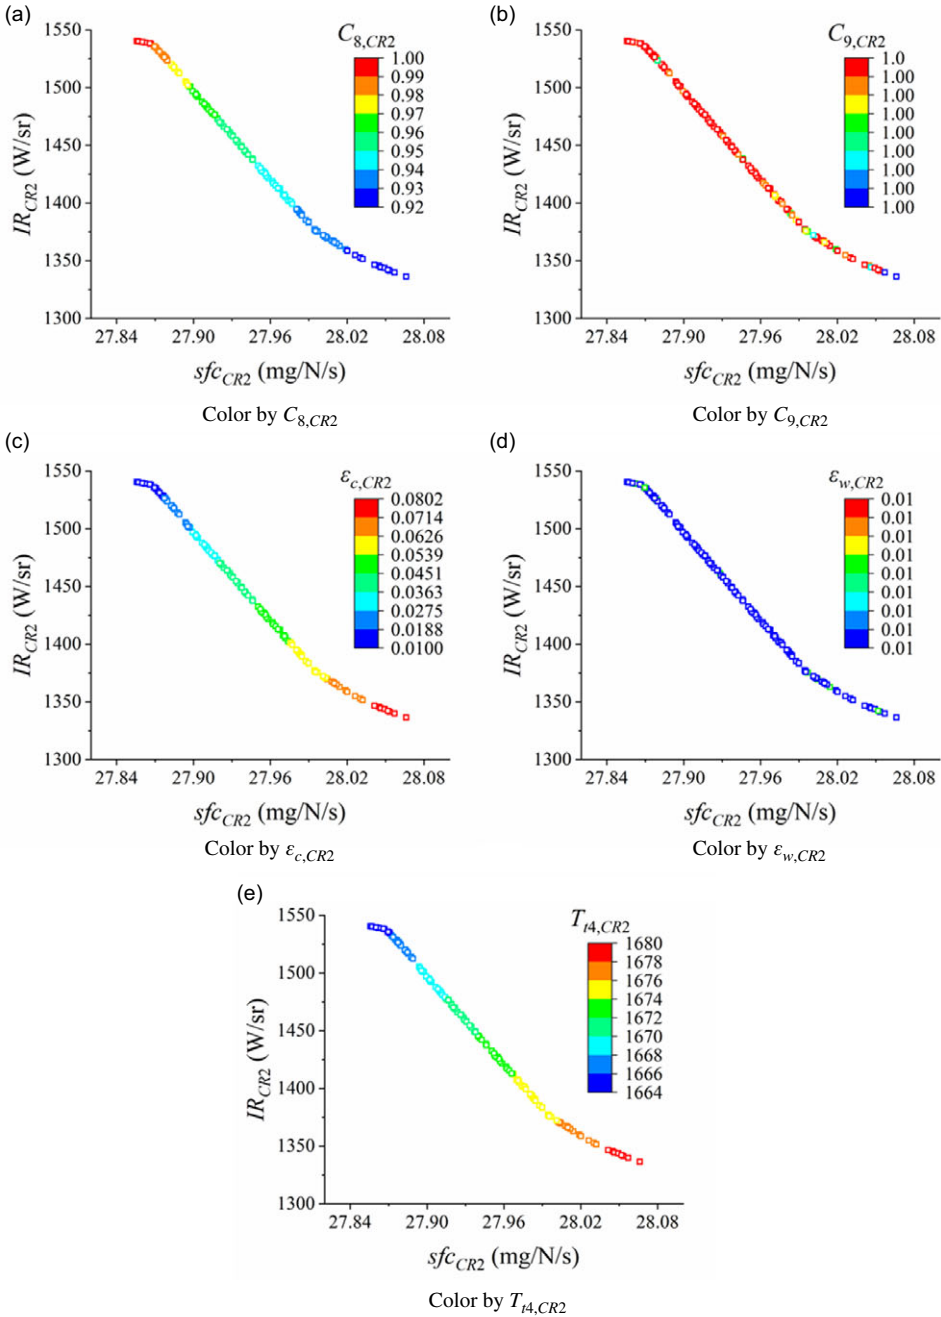 (a)
C8,CR2
1550
1500
1450
1400
1350
1300
IRCR2 (W/sr)
1.00
0.99
0.98
0.97
0.96
0.95
0.94
0.93
0.92
27.84 27.90 27.96 28.02 28.08
sfcCR2 (mg/N/s)
Color by C8,CR2
(b)
C9,CR2
1550
1500
1450
1400
1350
1300
IRCR2 (W/sr)
1.0
1.00
1.00
1.00
1.00
1.00
1.00
1.00
1.00
27.84 27.90 27.96 28.02 28.08
sfcCR2 (mg/N/s)
Color by C9,CR2
(c)
εc,CR2
1550
1500
1450
1400
1350
1300
IRCR2 (W/sr)
0.0802
0.0714
0.0626
0.0539
0.0451
0.0363
0.0275
0.0188
0.0100
27.84 27.90 27.96 28.02 28.08
sfcCR2 (mg/N/s)
Color by εc,CR2
(d)
εw,CR2
1550
1500
1450
1400
1350
1300
IRCR2 (W/sr)
0.01
0.01
0.01
0.01
0.01
0.01
0.01
0.01
0.01
27.84 27.90 27.96 28.02 28.08
sfcCR2 (mg/N/s)
Color by εw,CR2
(e)
Tt4,CR2
1550
1500
1450
1400
1350
1300
IRCR2 (W/sr)
1680
1678
1676
1674
1672
1670
1668
1666
1664
27.84 27.90 27.96 28.02 28.08
sfcCR2 (mg/N/s)
Color by Tt4,CR2